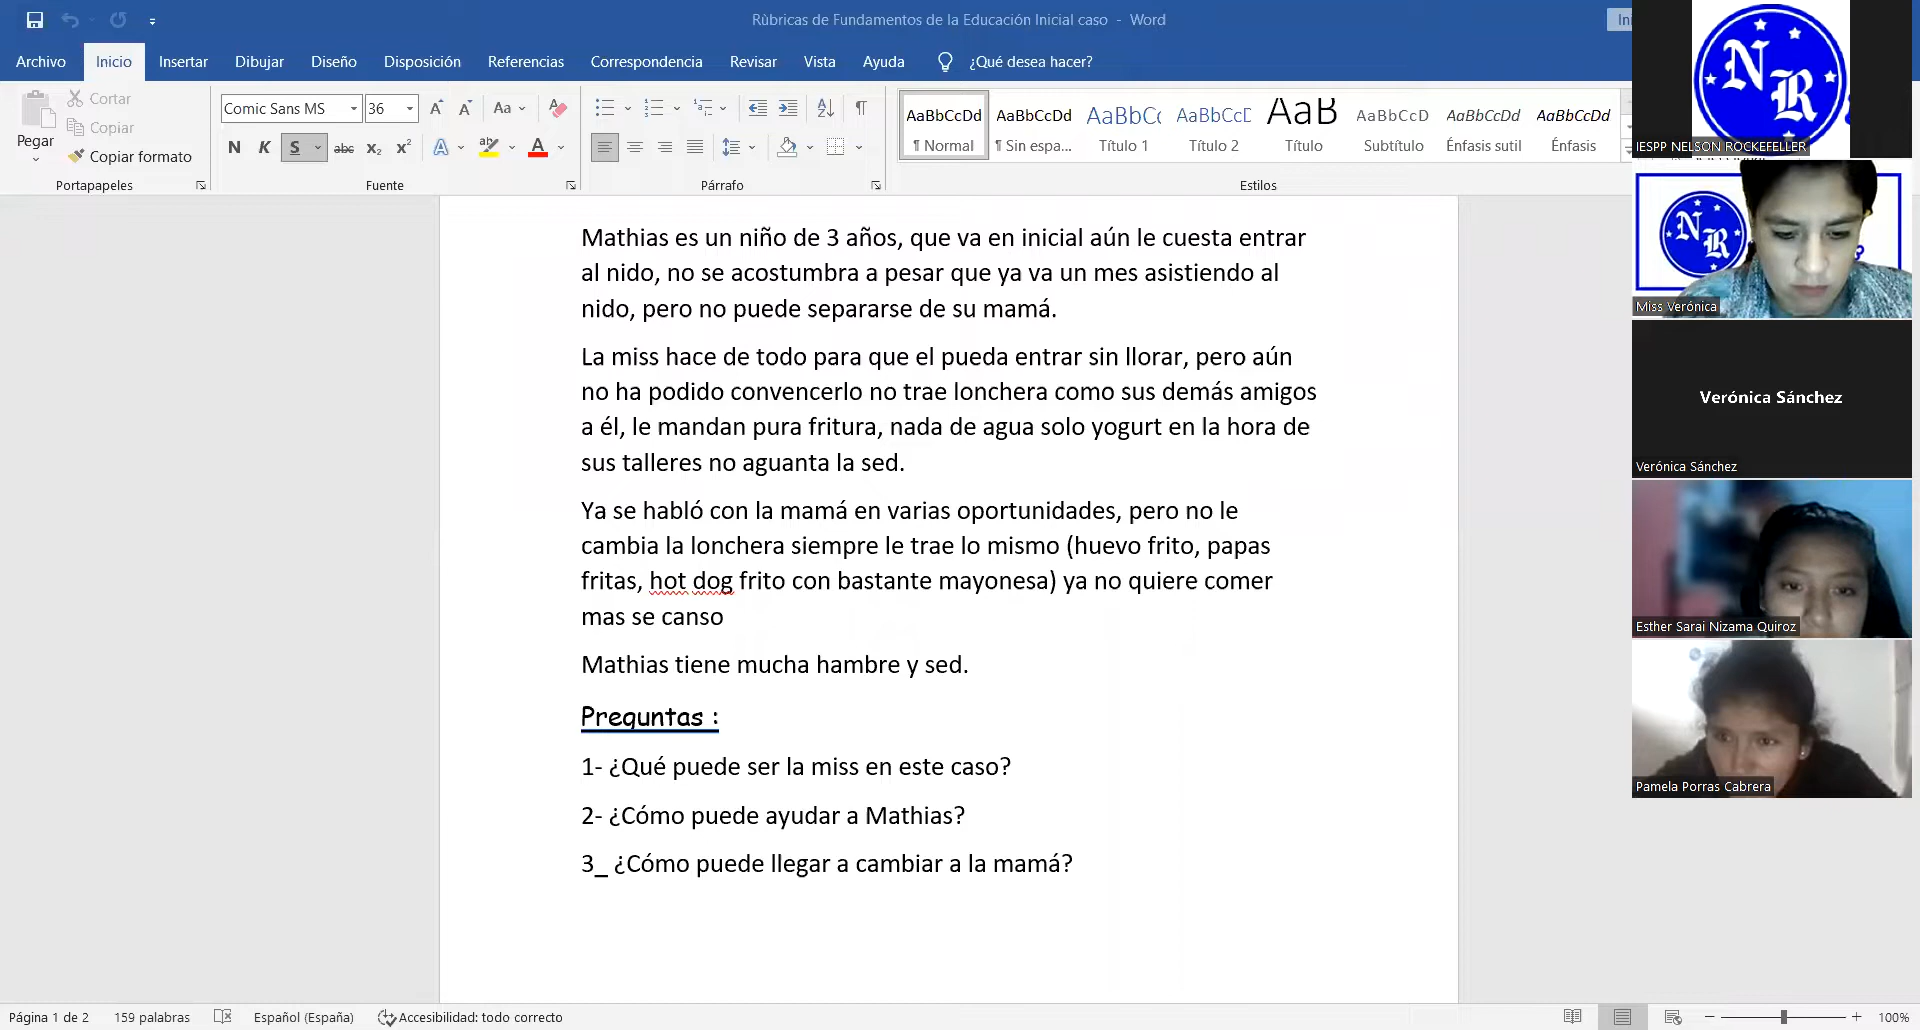 Rùbricas de Fundamentos de la Educación Inicial caso - Word
Archivo Inicio Insertar Dibujar Diseño Disposición Referencias Correspondencia Revisar Vista Ayuda ¿Qué desea hacer?
Pegar
Cortar
Copiar
Copiar formato
Portapapeles
Comic Sans MS 36
Aa
N K S abc x₂ x²
A
Fuente
Párrafo
AaBbCcDd AaBbCcDd AaBbCc AaBbCcD AaB AaBbCcD AaBbCcDd AaBbCcDd
¶ Normal ¶ Sin espa... Título 1 Título 2 Título Subtítulo Énfasis sutil Énfasis
Estilos
Mathias es un niño de 3 años, que va en inicial aún le cuesta entrar
al nido, no se acostumbra a pesar que ya va un mes asistiendo al
nido, pero no puede separarse de su mamá.
La miss hace de todo para que el pueda entrar sin llorar, pero aún
no ha podido convencerlo no trae lonchera como sus demás amigos
a él, le mandan pura fritura, nada de agua solo yogurt en la hora de
sus talleres no aguanta la sed.
Ya se habló con la mamá en varias oportunidades, pero no le
cambia la lonchera siempre le trae lo mismo (huevo frito, papas
fritas, hot dog frito con bastante mayonesa) ya no quiere comer
mas se canso
Mathias tiene mucha hambre y sed.
Preguntas :
1- ¿Qué puede ser la miss en este caso?
2- ¿Cómo puede ayudar a Mathias?
3_ ¿Cómo puede llegar a cambiar a la mamá?
NR
IESPP NELSON ROCKEFELLER
NR
Miss Verónica
Verónica Sánchez
Verónica Sánchez
Esther Sarai Nizama Quiroz
Pamela Porras Cabrera
Página 1 de 2 159 palabras Español (España) Accesibilidad: todo correcto 100%